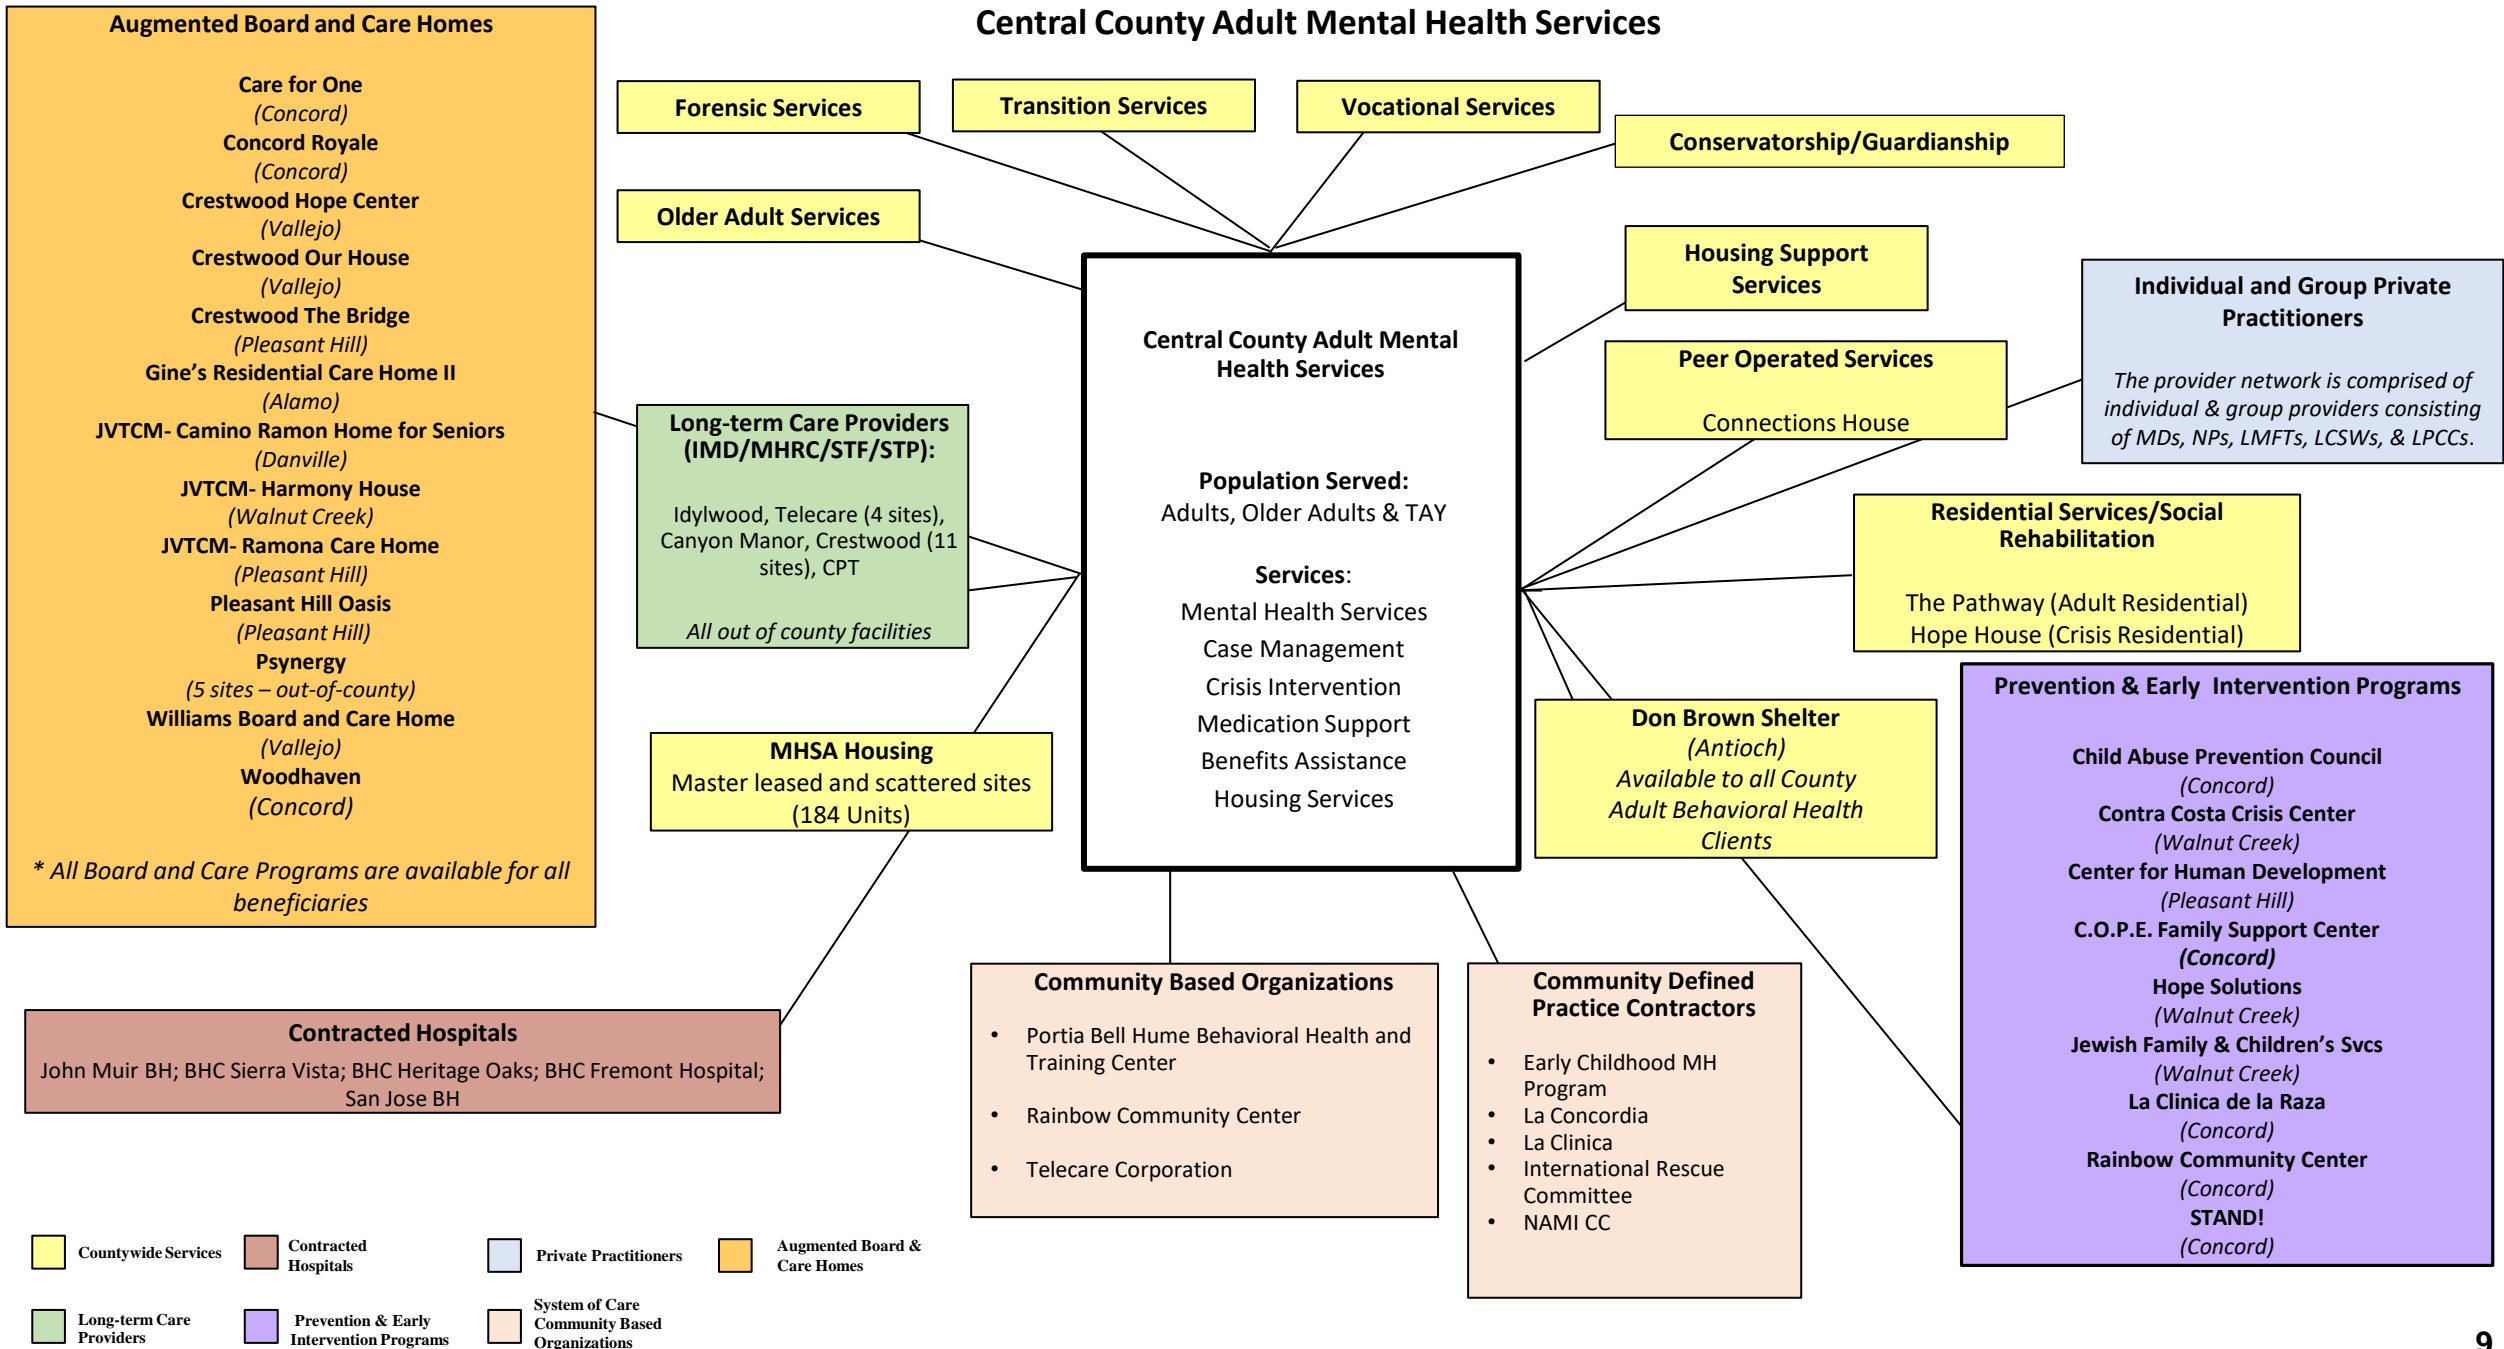 Central County Adult Mental Health Services
Augmented Board and Care Homes
Care for One
(Concord)
Concord Royale
(Concord)
Crestwood Hope Center
(Vallejo)
Crestwood Our House
(Vallejo)
Crestwood The Bridge
(Pleasant Hill)
Gine's Residential Care Home II
(Alamo)
JVTCM- Camino Ramon Home for Seniors
(Danville)
JVTCM- Harmony House
(Walnut Creek)
JVTCM- Ramona Care Home
(Pleasant Hill)
Pleasant Hill Oasis
(Pleasant Hill)
Psynergy
(5 sites – out-of-county)
Williams Board and Care Home
(Vallejo)
Woodhaven
(Concord)
* All Board and Care Programs are available for all
beneficiaries
Forensic Services
Transition Services
Vocational Services
Conservatorship/Guardianship
Older Adult Services
Housing Support
Services
Individual and Group Private
Practitioners
The provider network is comprised of
individual & group providers consisting
of MDs, NPs, LMFTs, LCSWs, & LPCCs.
Peer Operated Services
Connections House
Central County Adult Mental
Health Services
Population Served:
Adults, Older Adults & TAY
Services:
Mental Health Services
Case Management
Crisis Intervention
Medication Support
Benefits Assistance
Housing Services
Long-term Care Providers
(IMD/MHRC/STF/STP):
Idylwood, Telecare (4 sites),
Canyon Manor, Crestwood (11
sites), CPT
All out of county facilities
Residential Services/Social
Rehabilitation
The Pathway (Adult Residential)
Hope House (Crisis Residential)
MHSA Housing
Master leased and scattered sites
(184 Units)
Don Brown Shelter
(Antioch)
Available to all County
Adult Behavioral Health
Clients
Prevention & Early  Intervention Programs
Child Abuse Prevention Council
(Concord)
Contra Costa Crisis Center
(Walnut Creek)
Center for Human Development
(Pleasant Hill)
C.O.P.E. Family Support Center
(Concord)
Hope Solutions
(Walnut Creek)
Jewish Family & Children's Svcs
(Walnut Creek)
La Clinica de la Raza
(Concord)
Rainbow Community Center
(Concord)
STAND!
(Concord)
Contracted Hospitals
John Muir BH; BHC Sierra Vista; BHC Heritage Oaks; BHC Fremont Hospital;
San Jose BH
Community Based Organizations
• Portia Bell Hume Behavioral Health and
Training Center
• Rainbow Community Center
• Telecare Corporation
Community Defined
Practice Contractors
• Early Childhood MH
Program
• La Concordia
• La Clinica
• International Rescue
Committee
• NAMI CC
Countywide Services
Contracted
Hospitals
Private Practitioners
Augmented Board &
Care Homes
Long-term Care
Providers
Prevention & Early
Intervention Programs
System of Care
Community Based
Organizations
9